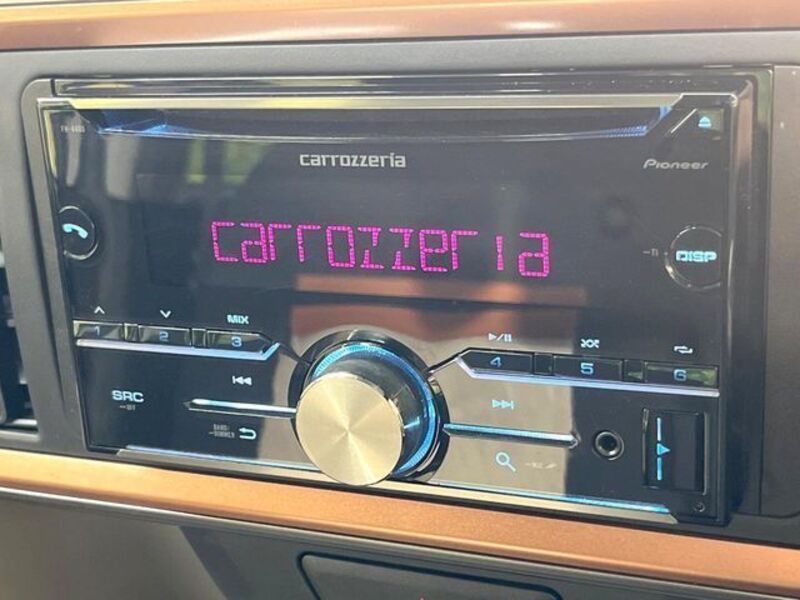 carrozzeria
Pioneer
carrozzeria
DISP
MIX
1
2
3
4
5
6
SRC